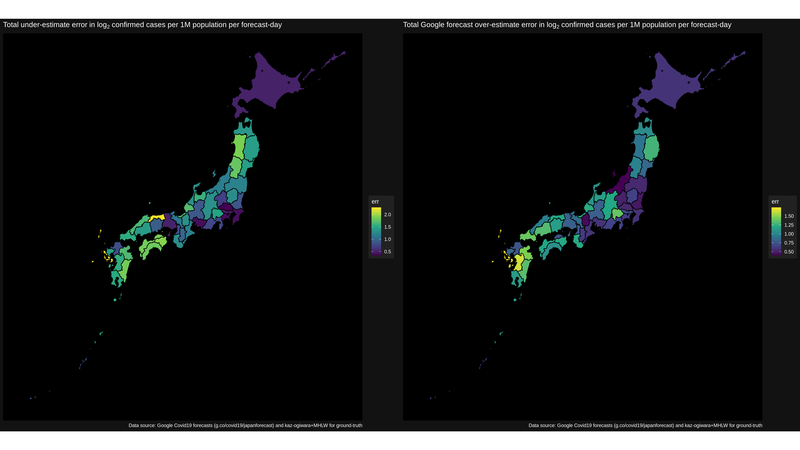 Total under-estimate error in log₂ confirmed cases per 1M population per forecast-day
err
2.0
1.5
1.0
0.5
Data source: Google Covid19 forecasts (g.co/covid19/japanforecast) and kaz-ogiwara+MHLW for ground-truth
Total Google forecast over-estimate error in log₂ confirmed cases per 1M population per forecast-day
err
1.50
1.25
1.00
0.75
0.50
Data source: Google Covid19 forecasts (g.co/covid19/japanforecast) and kaz-ogiwara+MHLW for ground-truth